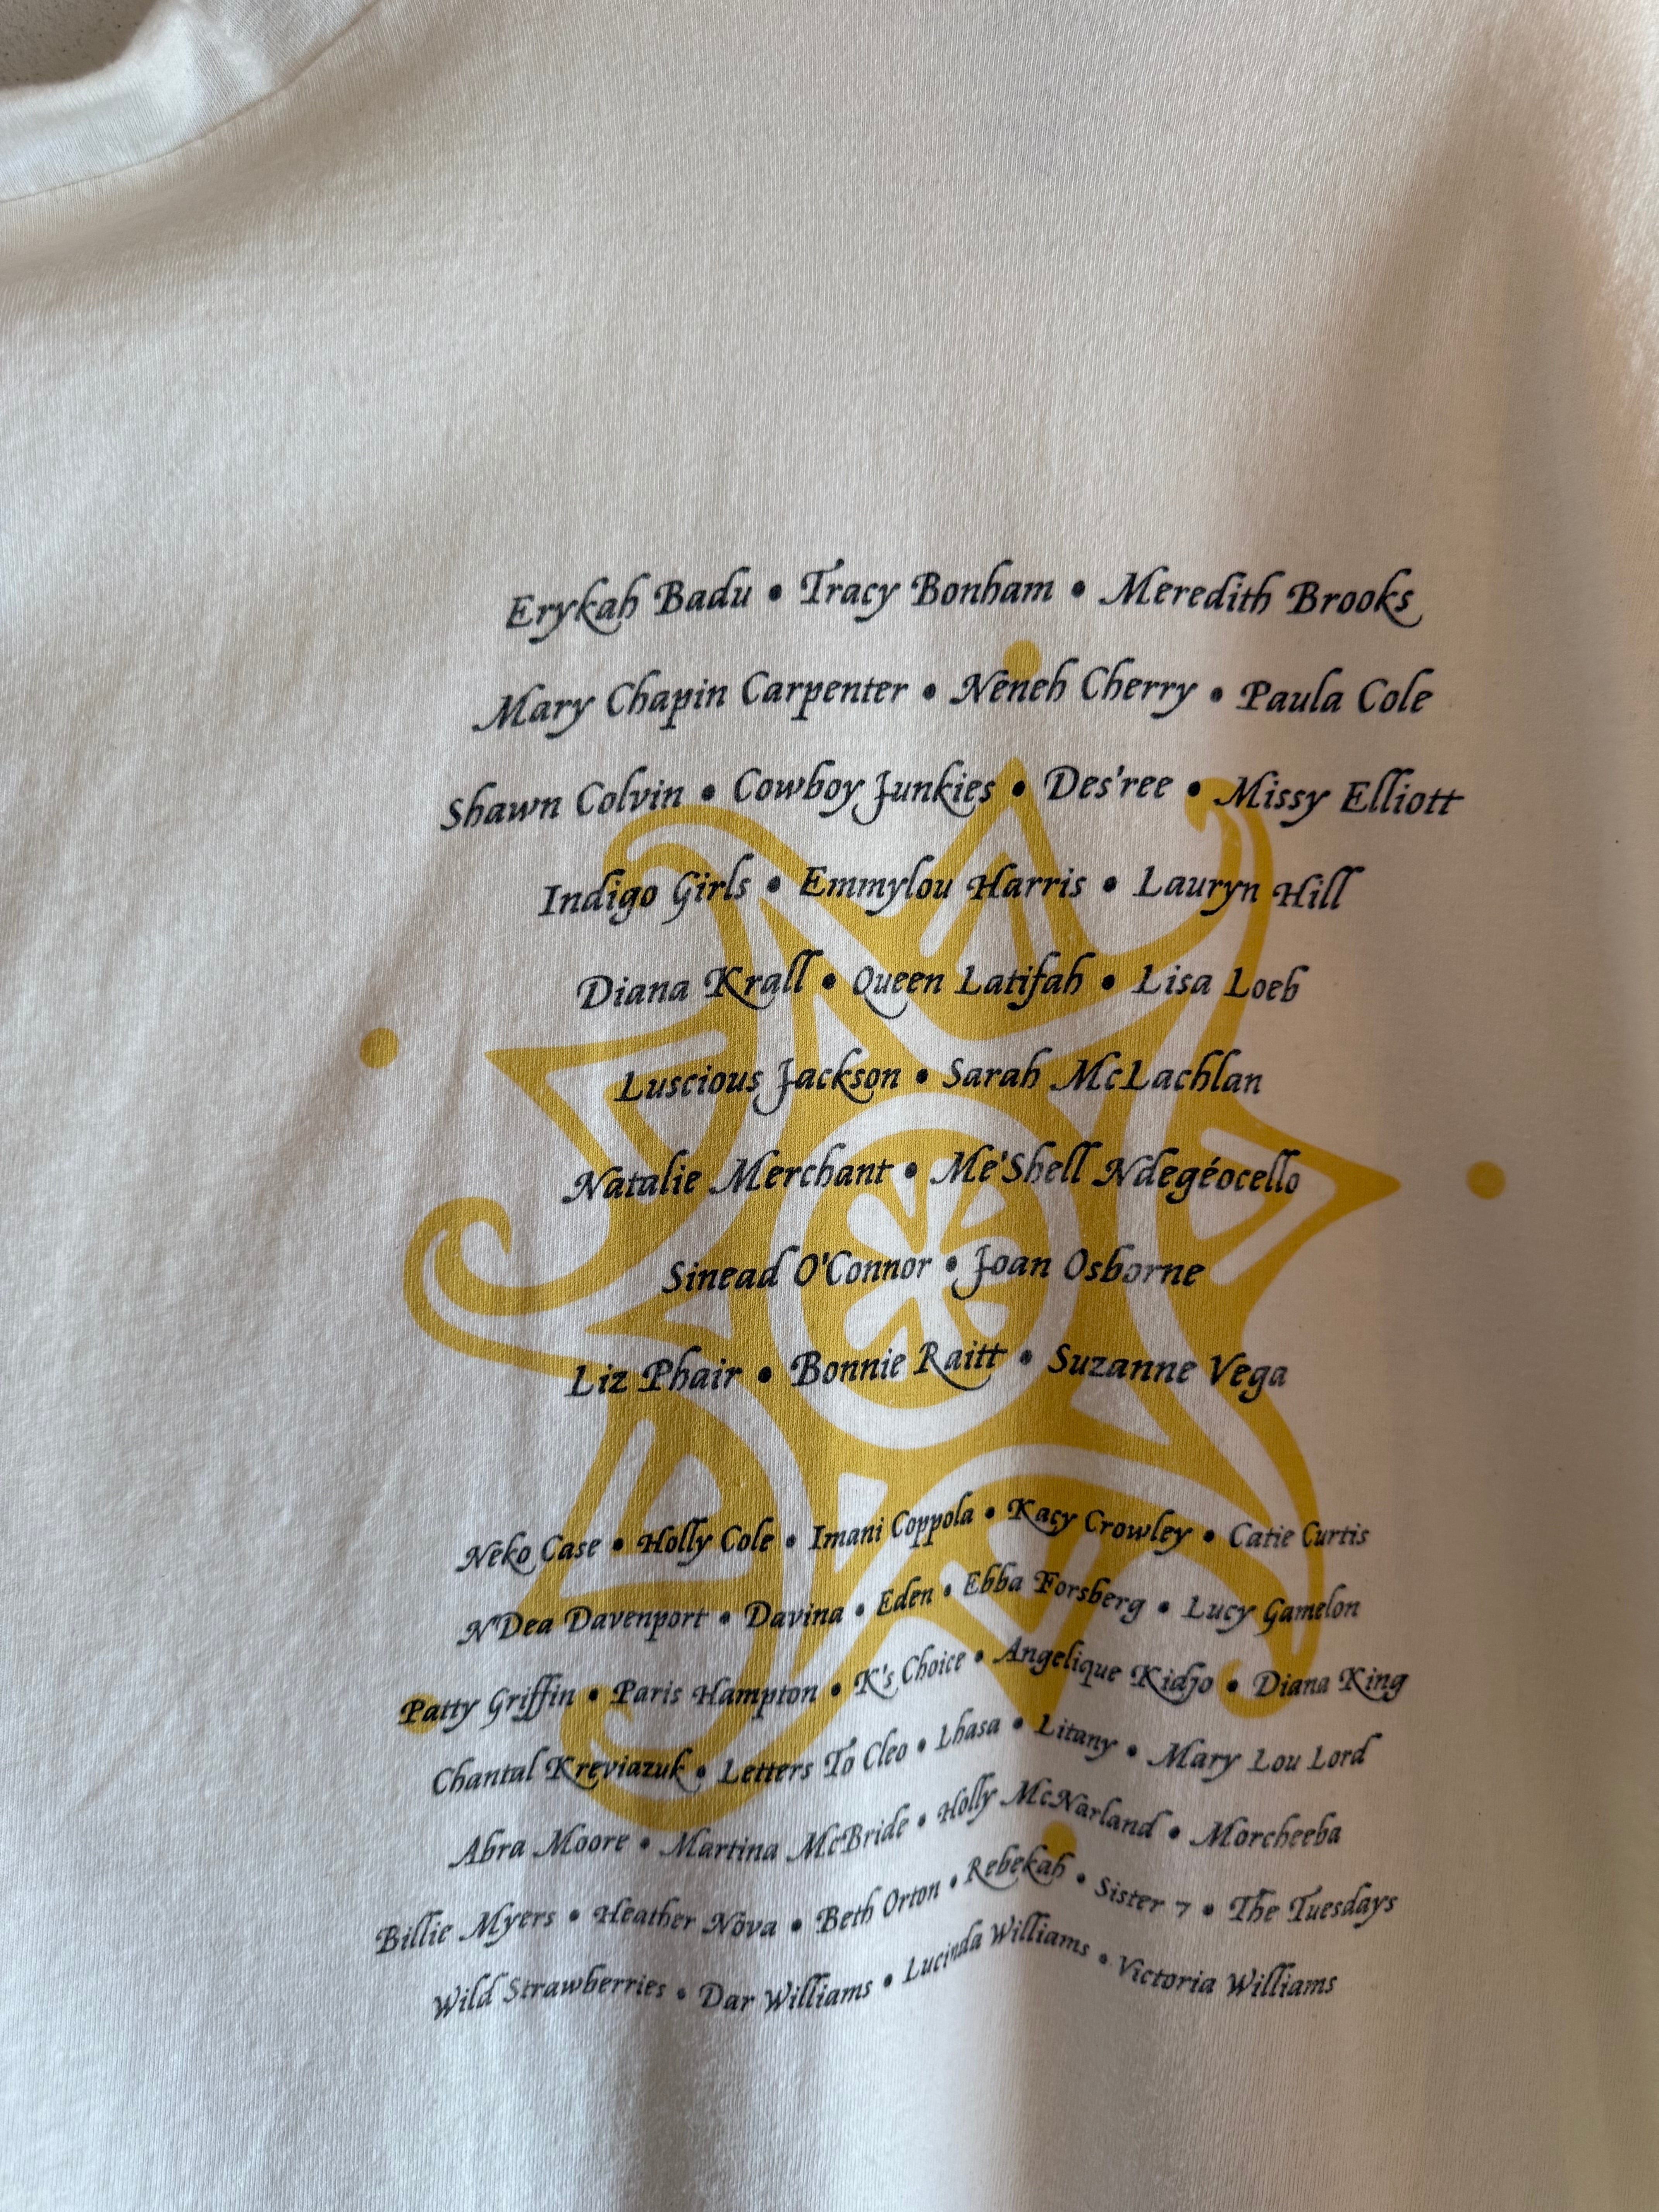 Erykah Badu • Tracy Bonham • Meredith Brooks
Mary Chapin Carpenter • Neneh Cherry • Paula Cole
Shawn Colvin • Cowboy Junkies • Des'ree • Missy Elliott
Indigo Girls • Emmylou Harris • Lauryn Hill
Diana Krall • Queen Latifah • Lisa Loeb
Luscious Jackson • Sarah McLachlan
Natalie Merchant • Me'Shell Ndegéocello
Sinead O'Connor • Joan Osborne
Liz Phair • Bonnie Raitt • Suzanne Vega
Neko Case • Holly Cole • Imani Coppola • Kacy Crowley • Catie Curtis
N'Dea Davenport • Davina • Eden • Ebba Forsberg • Lucy Gamelon
Patty Griffin • Paris Hampton • K's Choice • Angelique Kidjo • Diana King
Chantal Kreviazuk • Letters To Cleo • Lhasa • Litany • Mary Lou Lord
Abra Moore • Martina McBride • Holly McNarland • Morcheeba
Billie Myers • Heather Nova • Beth Orton • Rebekah • Sister 7 • The Tuesdays
Wild Strawberries • Dar Williams • Lucinda Williams • Victoria Williams